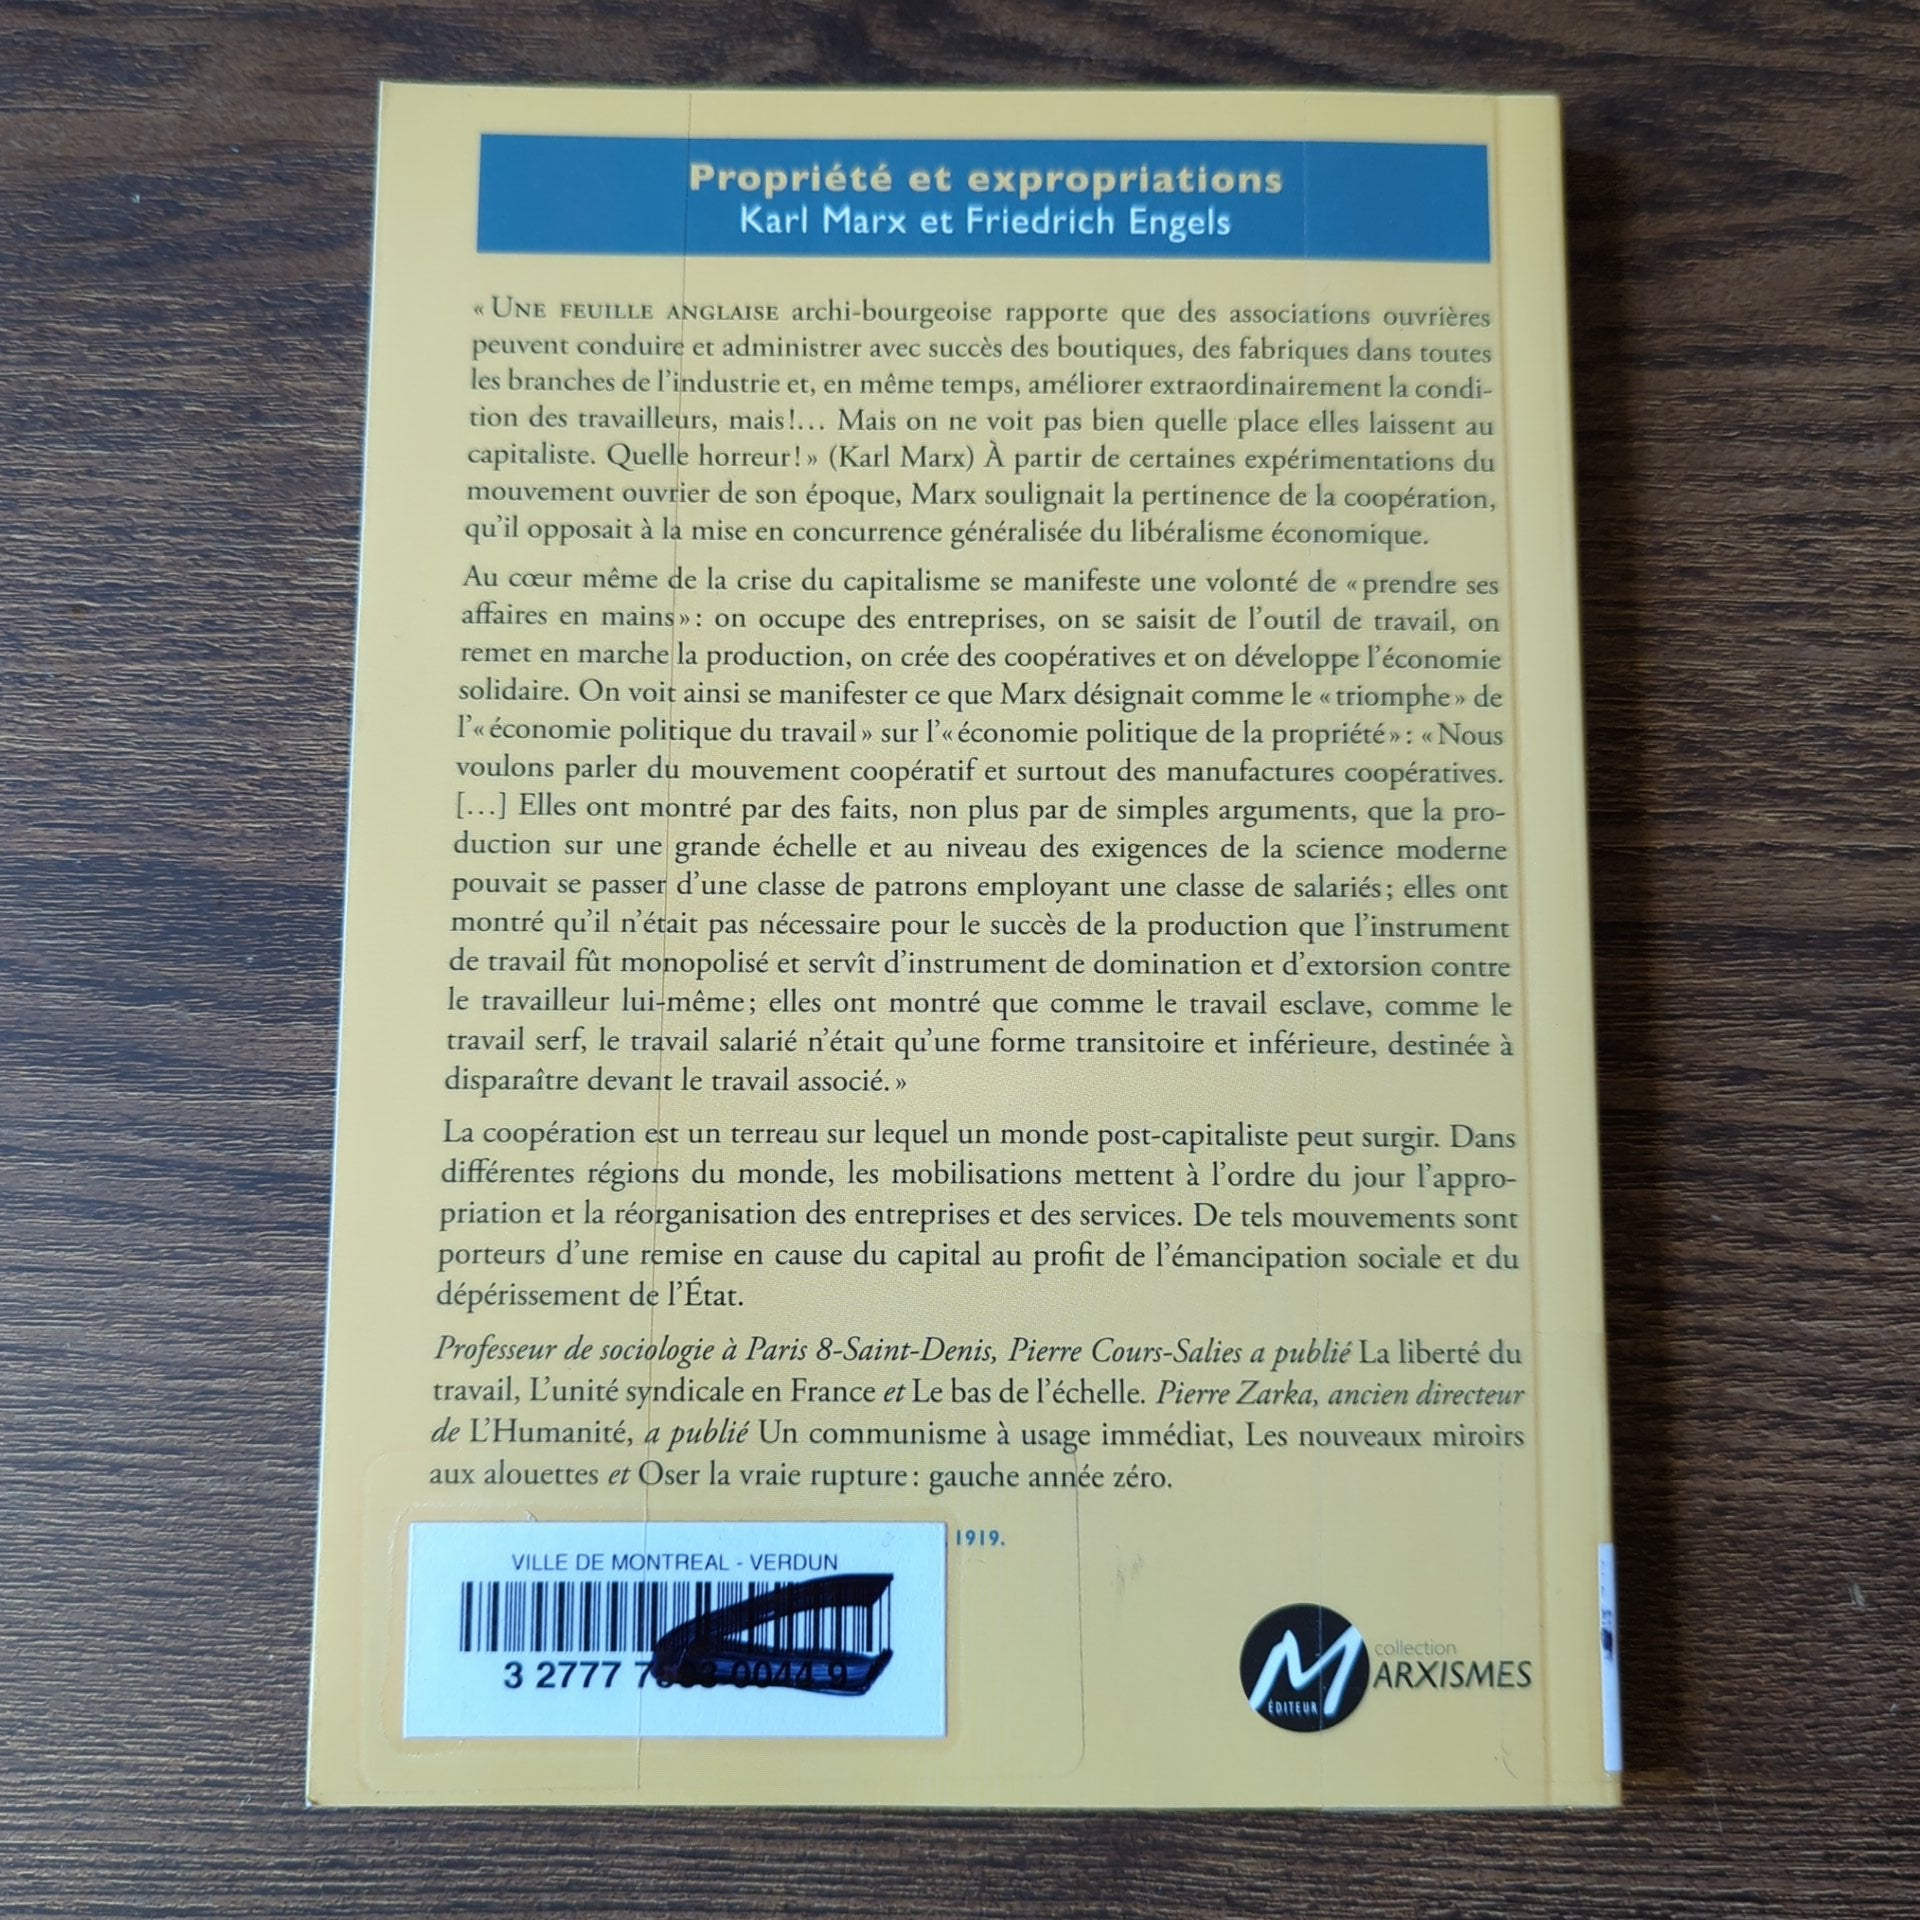 Propriété et expropriations
Karl Marx et Friedrich Engels
« UNE FEUILLE ANGLAISE archi-bourgeoise rapporte que des associations ouvrières
peuvent conduire et administrer avec succès des boutiques, des fabriques dans toutes
les branches de l'industrie et, en même temps, améliorer extraordinairement la condi-
tion des travailleurs, mais!… Mais on ne voit pas bien quelle place elles laissent au
capitaliste. Quelle horreur!» (Karl Marx) À partir de certaines expérimentations du
mouvement ouvrier de son époque, Marx soulignait la pertinence de la coopération,
qu'il opposait à la mise en concurrence généralisée du libéralisme économique.
Au cœur même de la crise du capitalisme se manifeste une volonté de « prendre ses
affaires en mains» : on occupe des entreprises, on se saisit de l'outil de travail, on
remet en marche la production, on crée des coopératives et on développe l'économie
solidaire. On voit ainsi se manifester ce que Marx désignait comme le « triomphe» de
l'« économie politique du travail» sur l'« économie politique de la propriété» : « Nous
voulons parler du mouvement coopératif et surtout des manufactures coopératives.
[…] Elles ont montré par des faits, non plus par de simples arguments, que la pro-
duction sur une grande échelle et au niveau des exigences de la science moderne
pouvait se passer d'une classe de patrons employant une classe de salariés; elles ont
montré qu'il n'était pas nécessaire pour le succès de la production que l'instrument
de travail fût monopolisé et servît d'instrument de domination et d'extorsion contre
le travailleur lui-même; elles ont montré que comme le travail esclave, comme le
travail serf, le travail salarié n'était qu'une forme transitoire et inférieure, destinée à
disparaître devant le travail associé. »
La coopération est un terreau sur lequel un monde post-capitaliste peut surgir. Dans
différentes régions du monde, les mobilisations mettent à l'ordre du jour l'appro-
priation et la réorganisation des entreprises et des services. De tels mouvements sont
porteurs d'une remise en cause du capital au profit de l'émancipation sociale et du
dépérissement de l'État.
Professeur de sociologie à Paris 8-Saint-Denis, Pierre Cours-Salies a publié La liberté du
travail, L'unité syndicale en France et Le bas de l'échelle. Pierre Zarka, ancien directeur
de L'Humanité, a publié Un communisme à usage immédiat, Les nouveaux miroirs
aux alouettes et Oser la vraie rupture : gauche année zéro.
1919.
VILLE DE MONTREAL - VERDUN
3 2777
M
ÉDITEUR
collection
MARXISMES